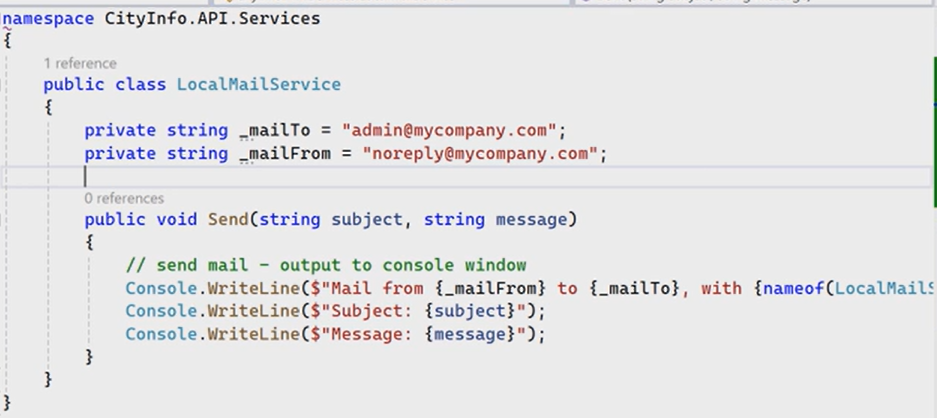 namespace CityInfo.API.Services
{
1 reference
public class LocalMailService
{
private string _mailTo = "admin@mycompany.com";
private string _mailFrom = "noreply@mycompany.com";
0 references
public void Send(string subject, string message)
{
// send mail - output to console window
Console.WriteLine($"Mail from {_mailFrom} to {_mailTo}, with {nameof(LocalMailS
Console.WriteLine($"Subject: {subject}");
Console.WriteLine($"Message: {message}");
}
}
}